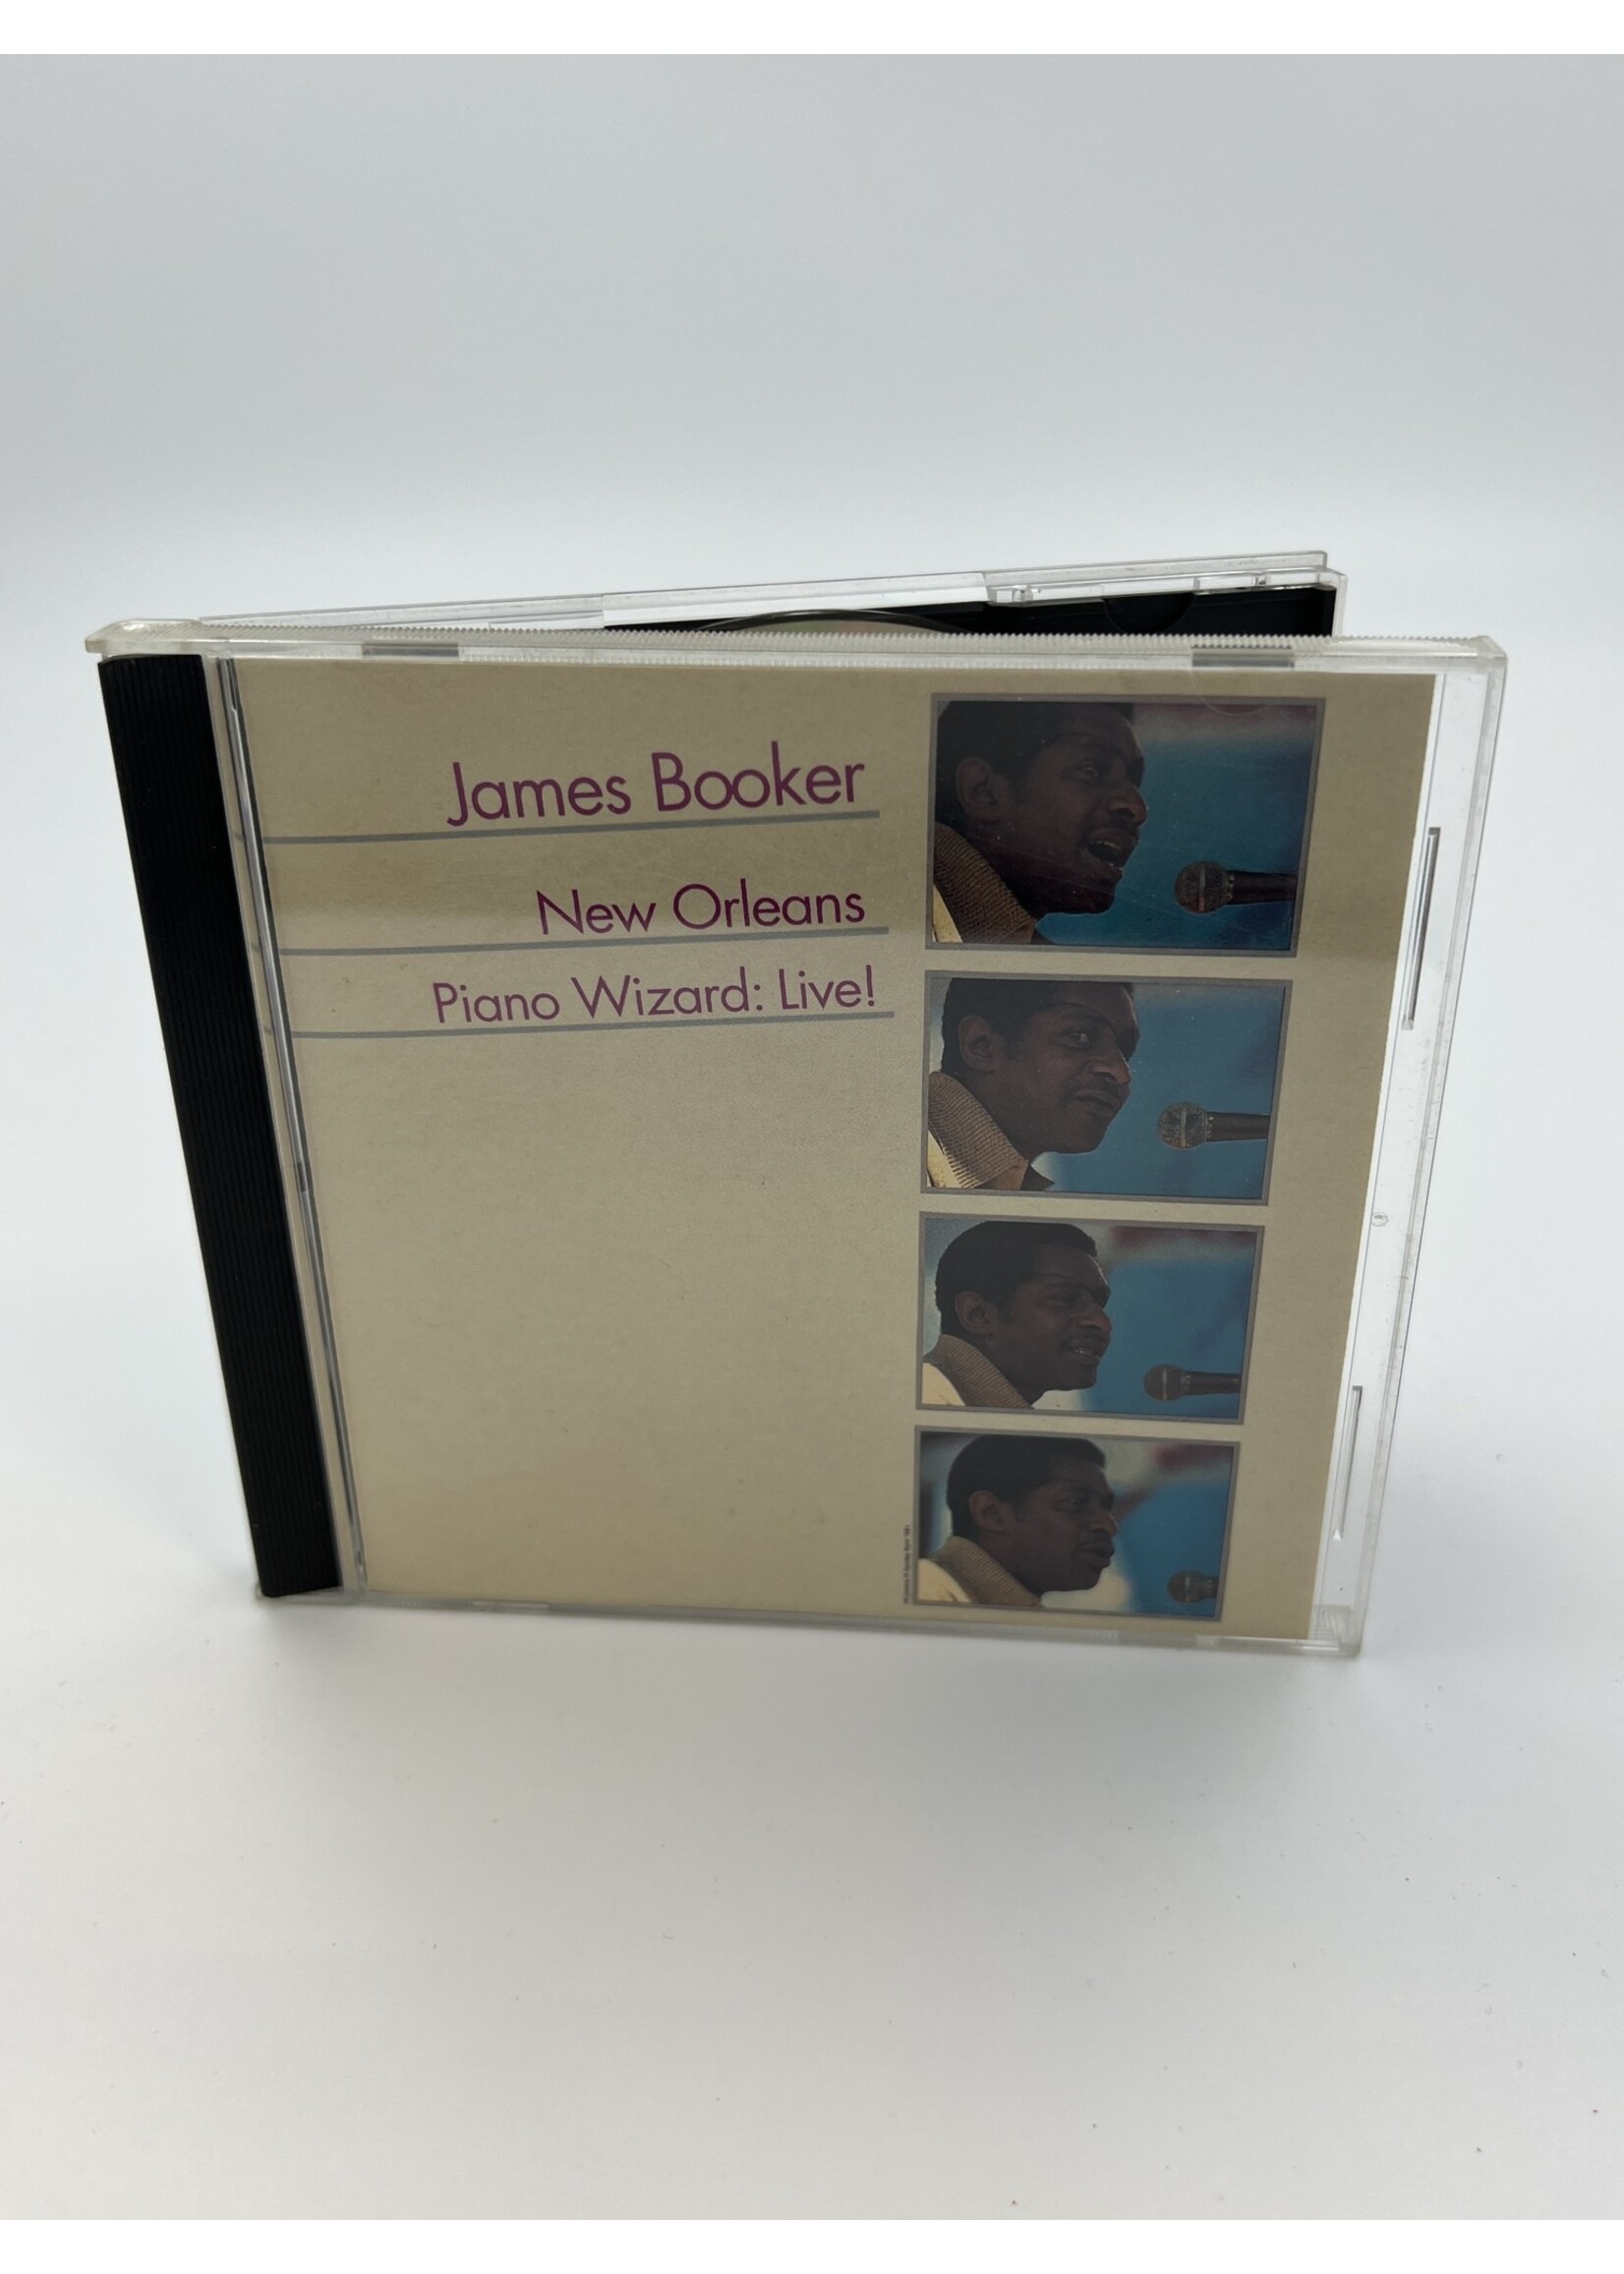 James Booker
New Orleans
Piano Wizard: Live!